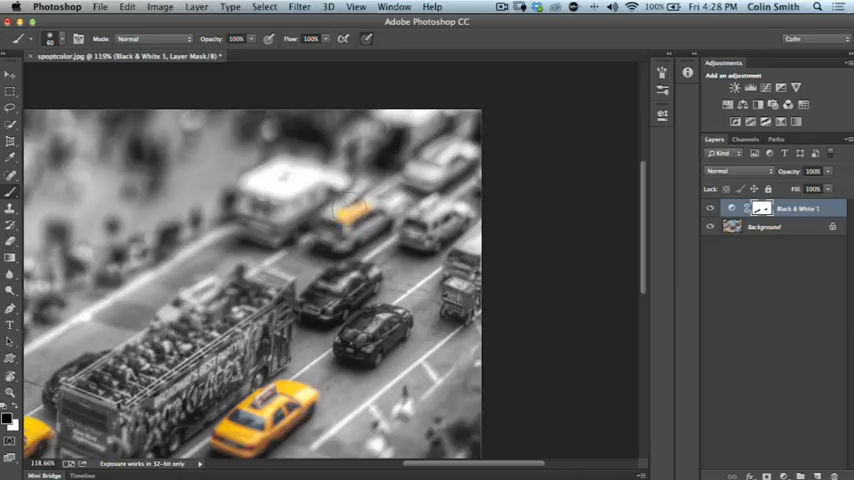 Photoshop File Edit Image Layer Type Select Filter 3D View Window Help 100% Fri 4:28 PM Colin Smith
Adobe Photoshop CC
60 Mode: Normal Opacity: 100% Flow: 100% Colin
spoptcolor.jpg @ 119% (Black & White 1, Layer Mask/8) *
Adjustments
Add an adjustment
Layers Channels Paths
Kind
Normal Opacity: 100%
Lock: Fill: 100%
Black & White 1
Background
118.66% Exposure works in 32-bit only
Mini Bridge Timeline